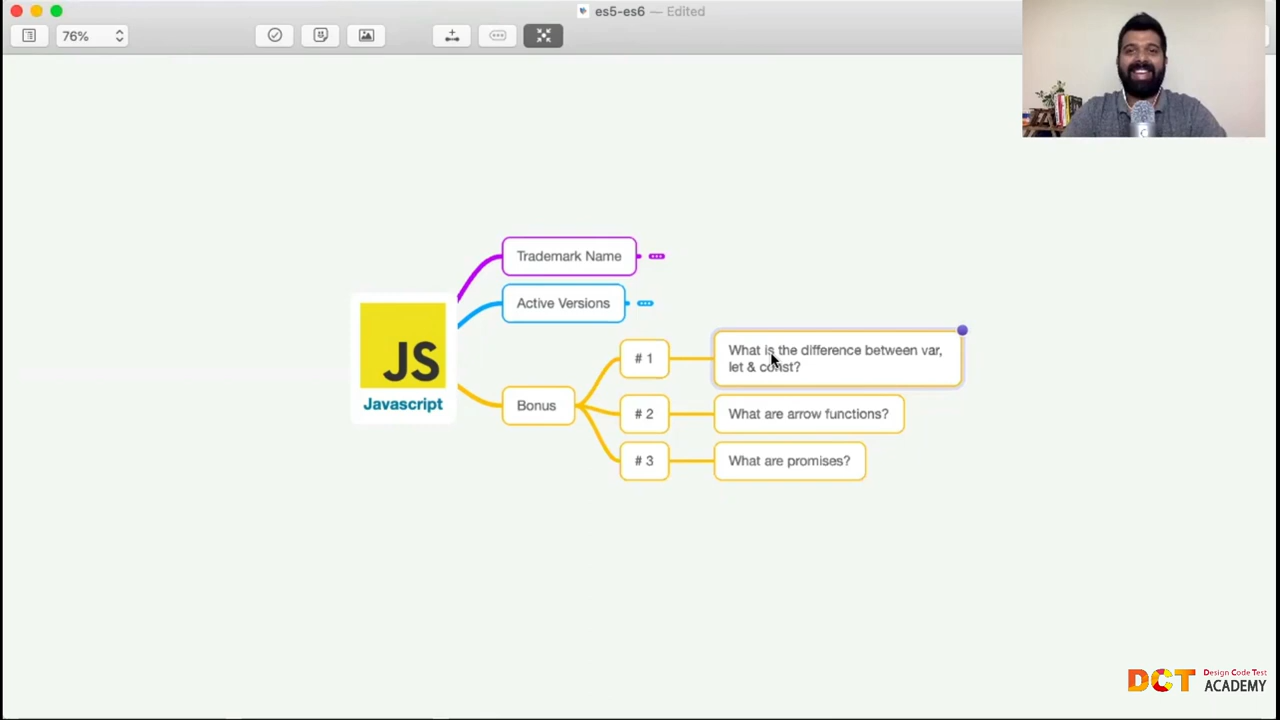 es5-es6 — Edited
76%
Trademark Name
Active Versions
JS
Javascript
Bonus
# 1
What is the difference between var,
let & const?
# 2
What are arrow functions?
# 3
What are promises?
DCT
Design Code Test
ACADEMY